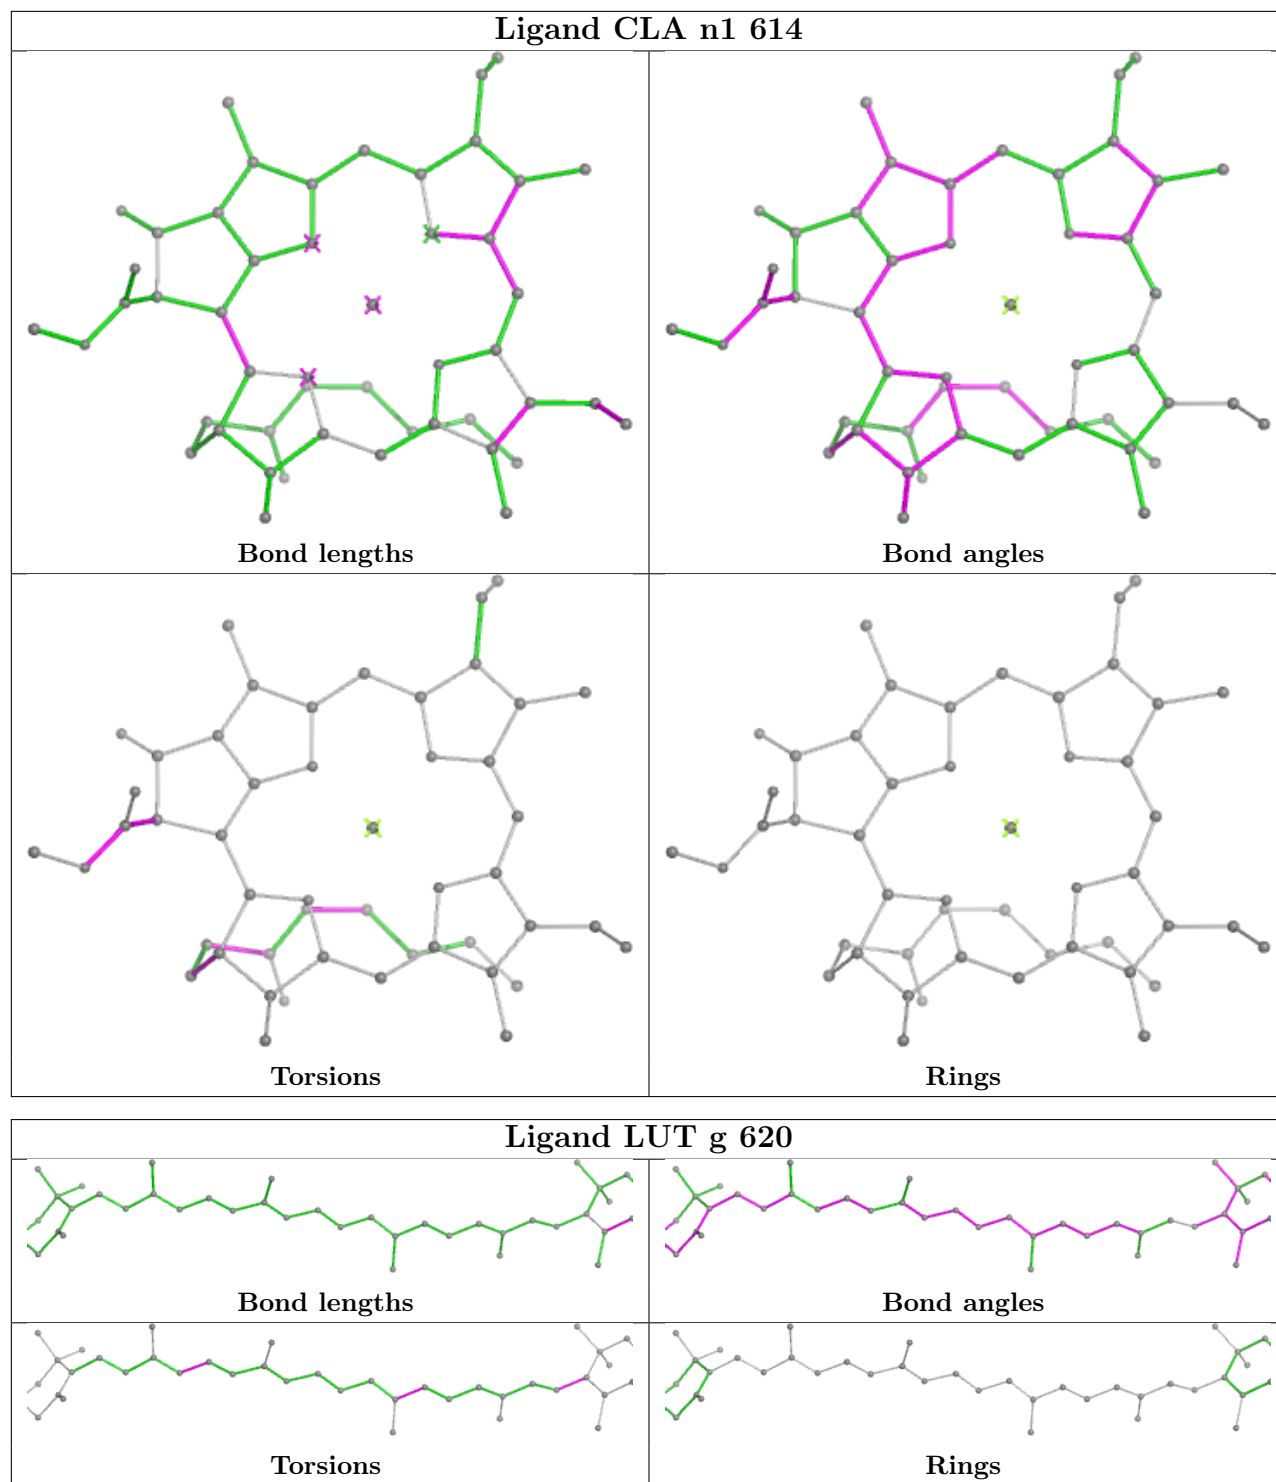 Ligand CLA n1 614
Bond lengths
Bond angles
Torsions
Rings
Ligand LUT g 620
Bond lengths
Bond angles
Torsions
Rings